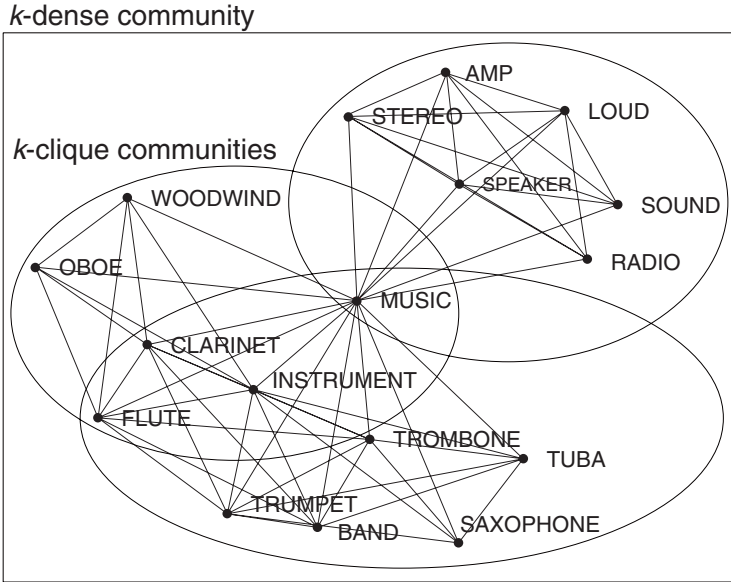 k-dense community
AMP
STEREO
LOUD
k-clique communities
SPEAKER
WOODWIND
SOUND
OBOE
RADIO
MUSIC
CLARINET
INSTRUMENT
FLUTE
TROMBONE
TUBA
TRUMPET
SAXOPHONE
BAND